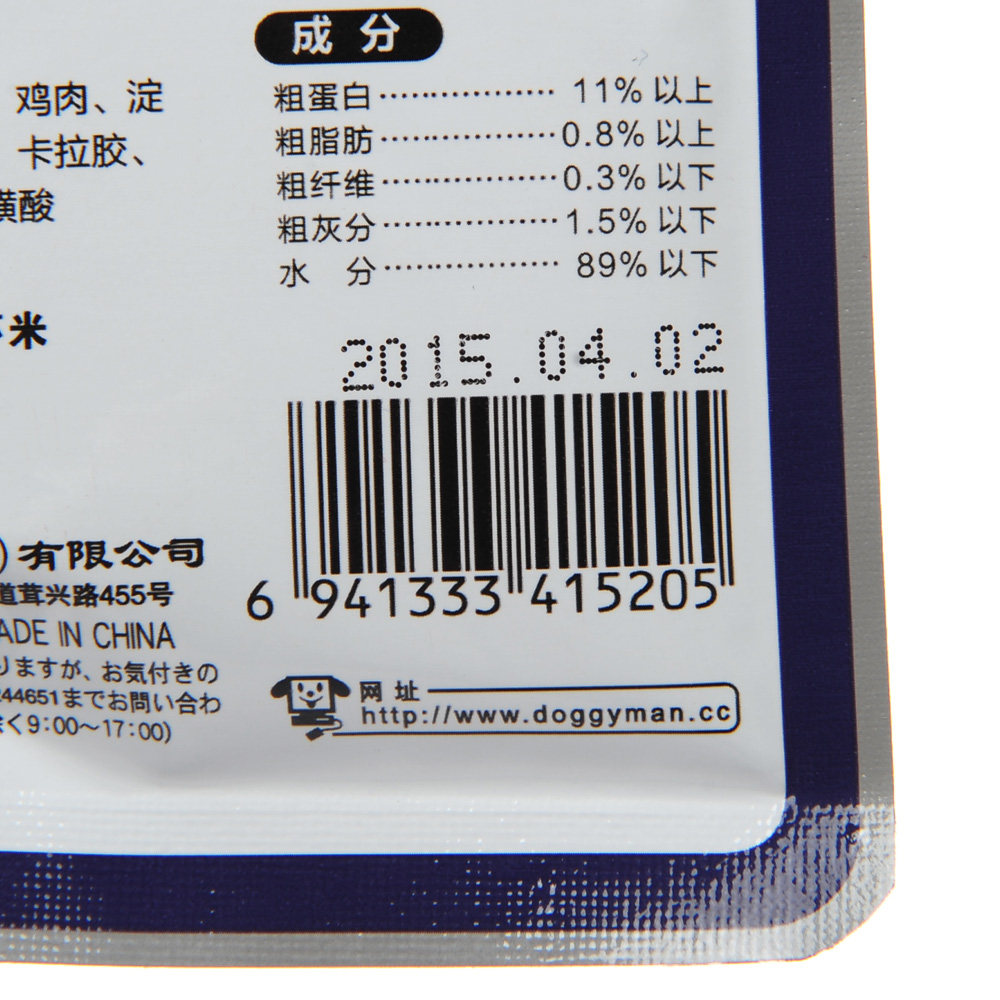 成 分
鸡肉、淀
卡拉胶、
磺酸
粗蛋白………………… 11% 以上
粗脂肪…………………0.8% 以上
粗纤维…………………0.3% 以下
粗灰分………………… 1.5% 以下
水 分………………… 89% 以下
米
2015.04.02
6 941333 415205
)有限公司
道茸兴路455号
ADE IN CHINA
りますが、お気付きの
244651までお問い合わ
く9:00～17:00)
网 址
http://www.doggyman.cc